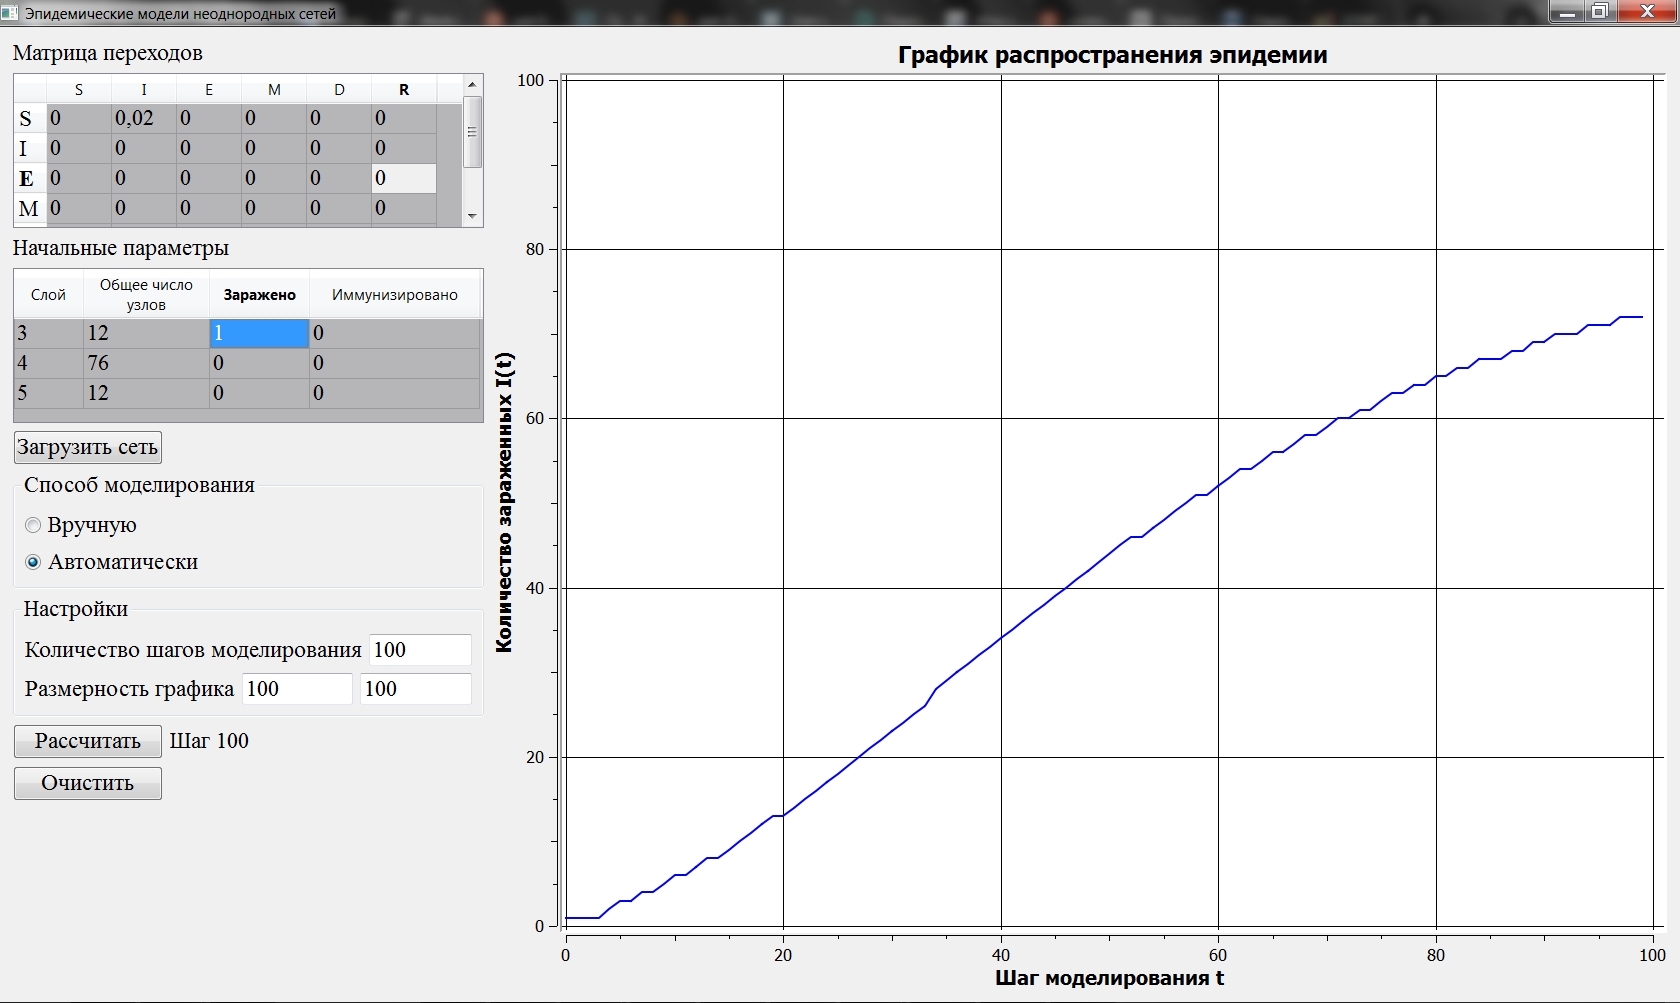 Эпидемические модели неоднородных сетей
Матрица переходов
S I E M D R
S 0 0,02 0 0 0 0
I 0 0 0 0 0 0
E 0 0 0 0 0 0
M 0 0 0 0 0 0
Начальные параметры
Слой Общее число узлов Заражено Иммунизировано
3 12 1 0
4 76 0 0
5 12 0 0
Загрузить сеть
Способ моделирования
Вручную
Автоматически
Настройки
Количество шагов моделирования 100
Размерность графика 100 100
Рассчитать Шаг 100
Очистить
График распространения эпидемии
Количество зараженных I(t)
100
80
60
40
20
0
0 20 40 60 80 100
Шаг моделирования t